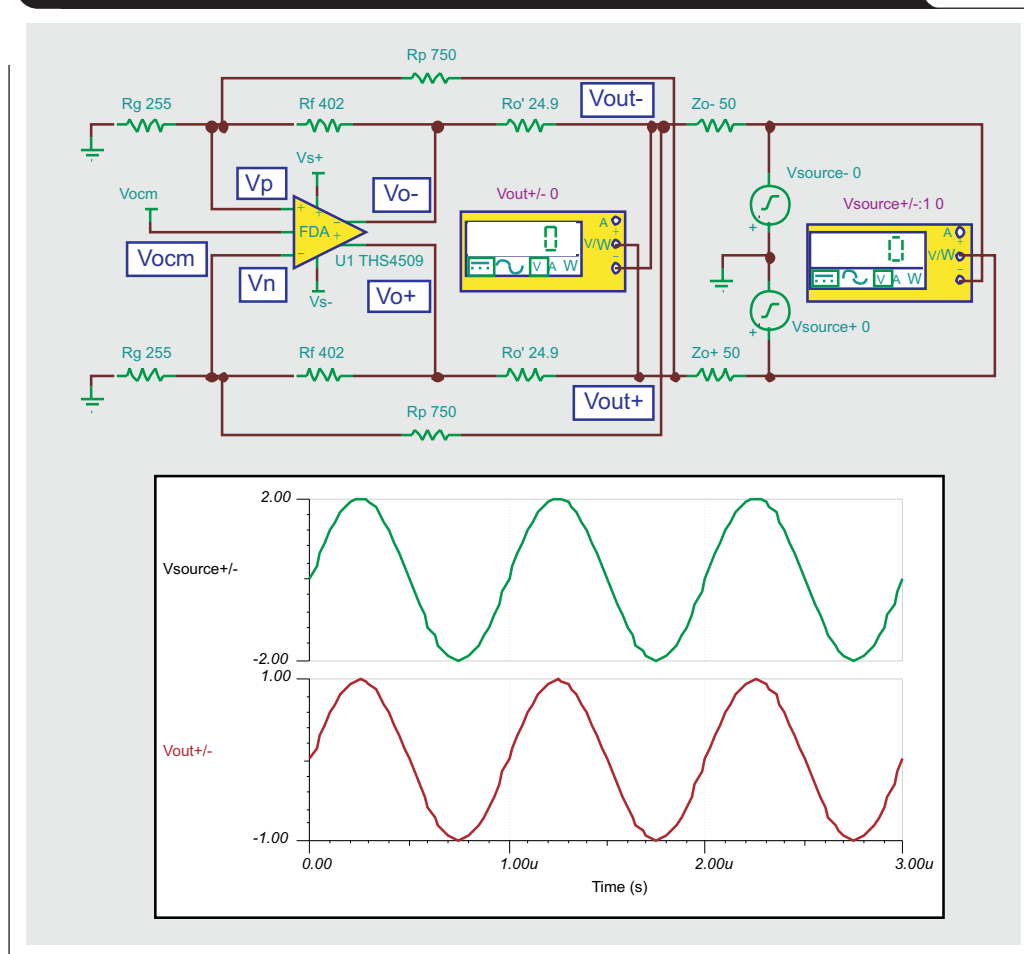 Rp 750
Rg 255
Rf 402
Ro' 24.9
Vout-
Zo- 50
Vs+
Vp
Vo-
Vsource- 0
Vocm
Vout+/- 0
Vsource+/-:1 0
+
-
+
FDA
+
-
A
+
V/W
-
0
V A W
A
+
V/W
-
0
V A W
+
Vocm
U1 THS4509
Vn
Vs-
Vo+
Vsource+ 0
+
Rg 255
Rf 402
Ro' 24.9
Zo+ 50
Vout+
Rp 750
2.00
Vsource+/-
-2.00
1.00
Vout+/-
-1.00
0.00 1.00u 2.00u 3.00u
Time (s)